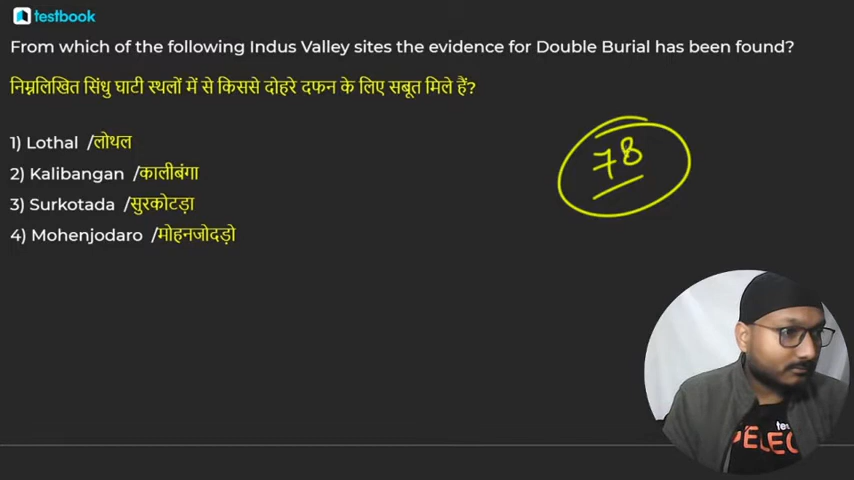 testbook
From which of the following Indus Valley sites the evidence for Double Burial has been found?
निम्नलिखित सिंधु घाटी स्थलों में से किससे दोहरे दफन के लिए सबूत मिले हैं?
1) Lothal /लोथल
2) Kalibangan /कालीबंगा
3) Surkotada /सुरकोटड़ा
4) Mohenjodaro /मोहनजोदड़ो
78